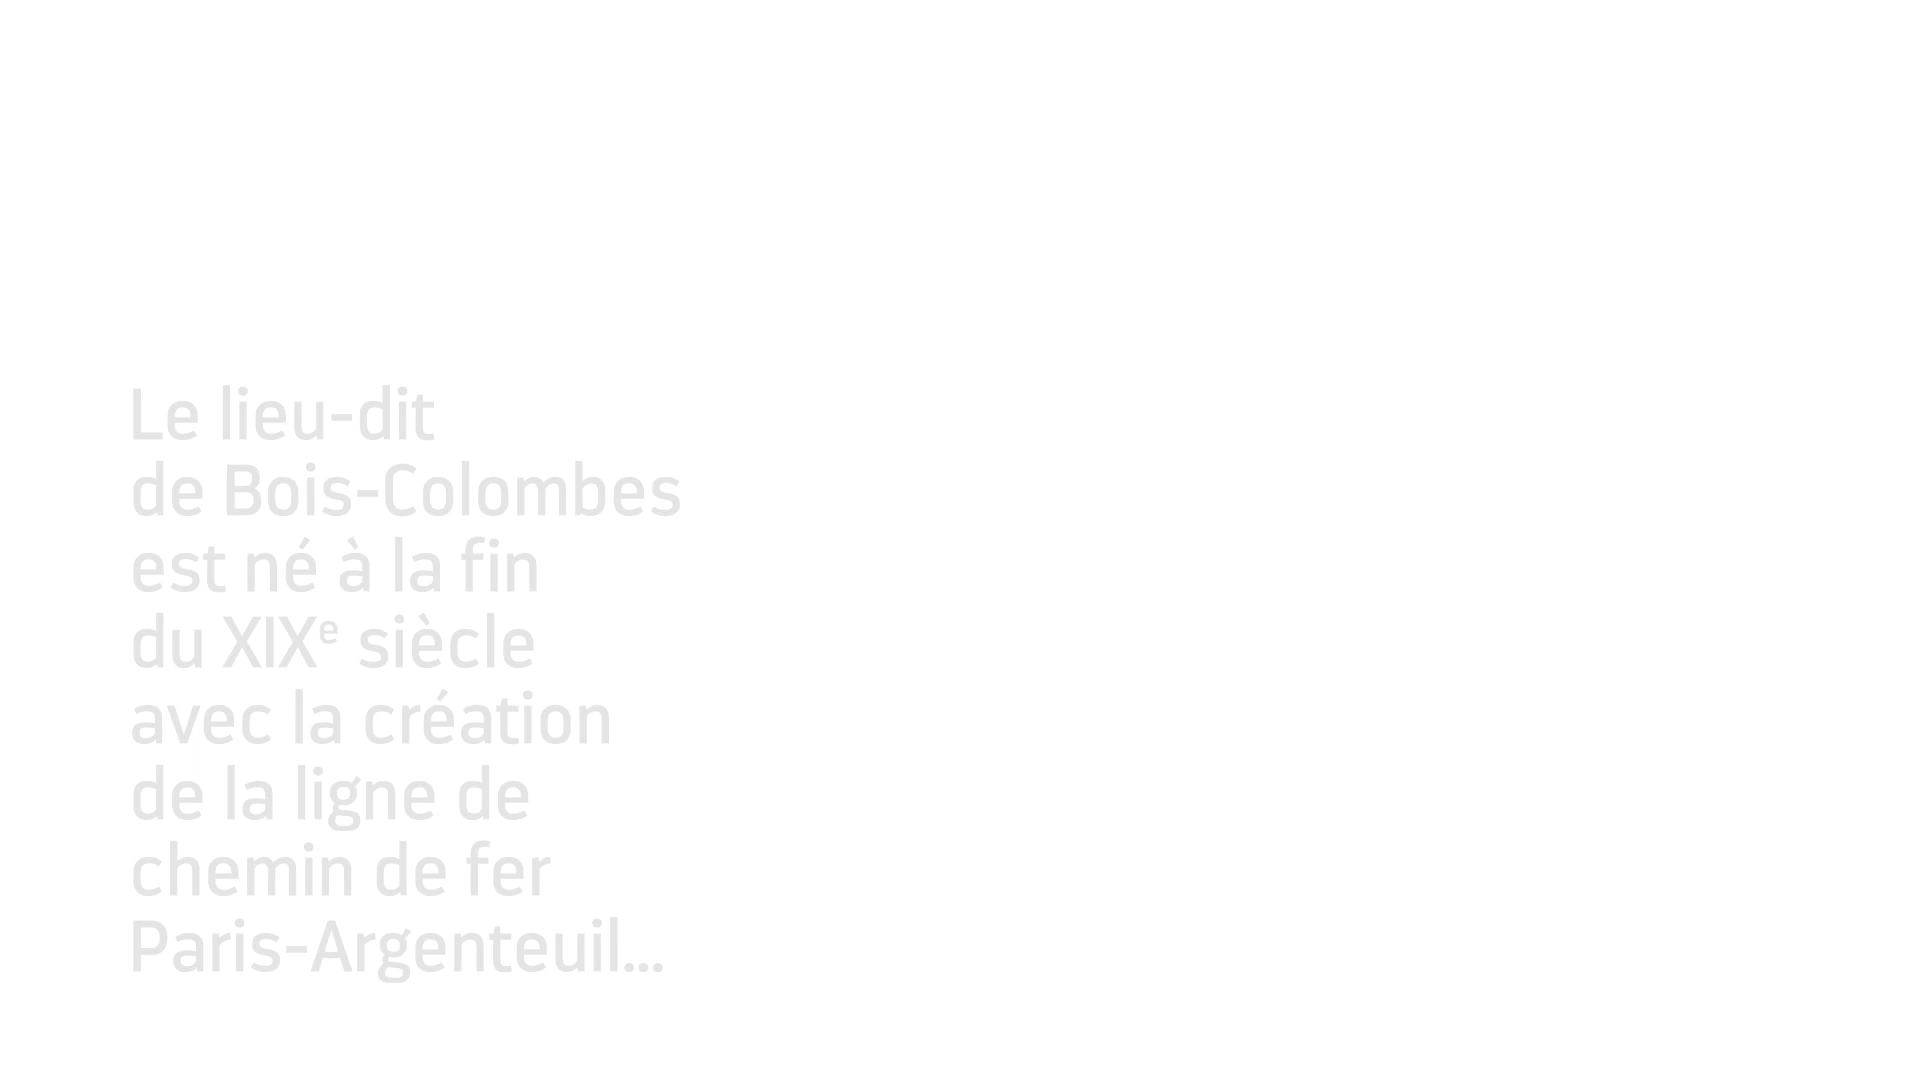 Le lieu-dit
de Bois-Colombes
est né à la fin
du XIXᵉ siècle
avec la création
de la ligne de
chemin de fer
Paris-Argenteuil...